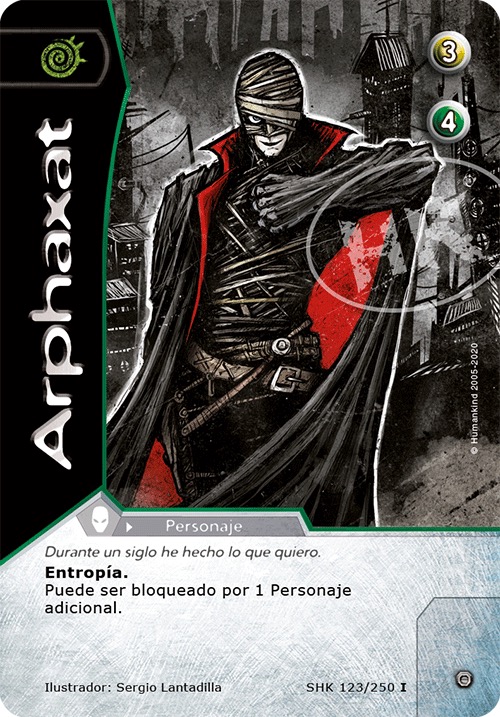 3
4
Arphaxat
HK
© Humankind 2005-2020
Personaje
Durante un siglo he hecho lo que quiero.
Entropía.
Puede ser bloqueado por 1 Personaje
adicional.
Ilustrador: Sergio Lantadilla
SHK 123/250 I